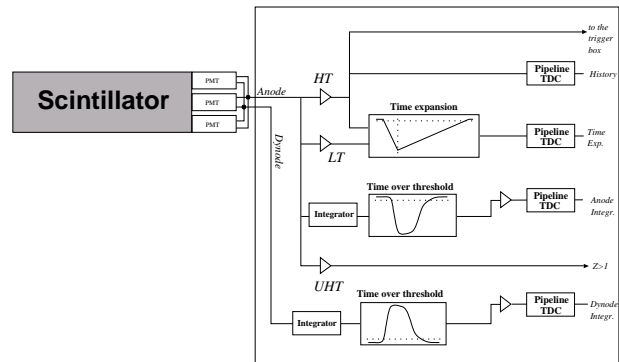 to the
trigger
box
HT
Pipeline
TDC
History
PMT
Scintillator
PMT
PMT
Anode
Dynode
Time expansion
LT
Pipeline
TDC
Time
Exp.
Time over threshold
Integrator
Pipeline
TDC
Anode
Integr.
UHT
Z>1
Time over threshold
Integrator
Pipeline
TDC
Dynode
Integr.